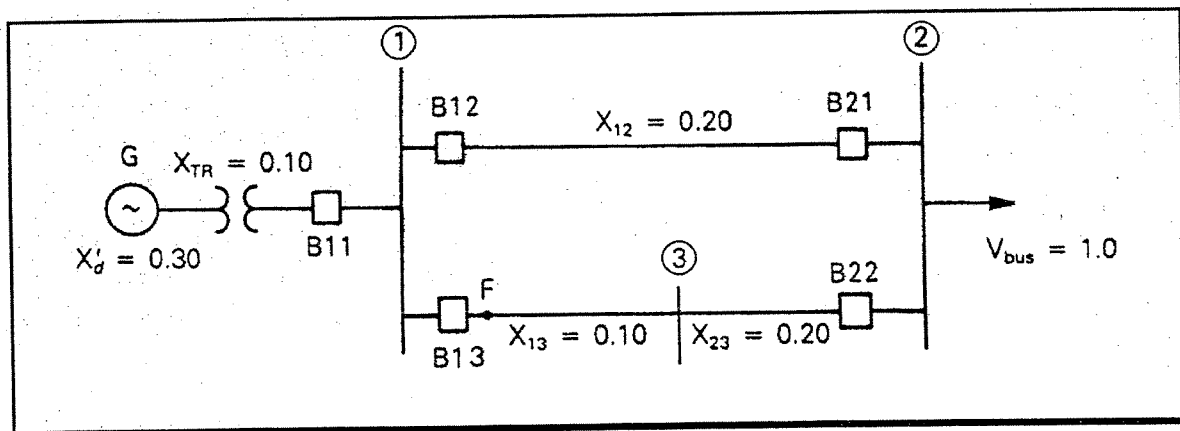 ① ②
B12 B21
X₁₂ = 0.20
G X_TR = 0.10
~
B11
X'd = 0.30
V_bus = 1.0
③
F B22
B13 X₁₃ = 0.10 X₂₃ = 0.20